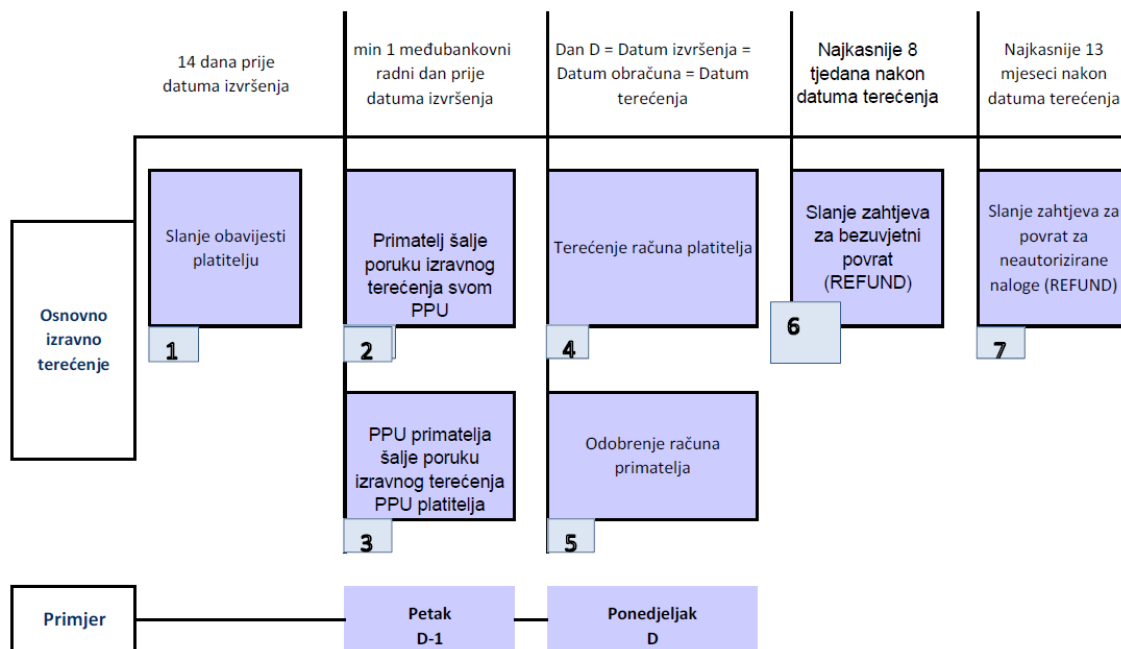 14 dana prije
datuma izvršenja
min 1 međubankovni
radni dan prije
datuma izvršenja
Dan D = Datum izvršenja =
Datum obračuna = Datum
terećenja
Najkasnije 8
tjedana nakon
datuma terećenja
Najkasnije 13
mjeseci nakon
datuma terećenja
Osnovno
izravno
terećenje
Slanje obavijesti
platitelju
1
Primatelj šalje
poruku izravnog
terećenja svom
PPU
2
Terećenje računa platitelja
4
Slanje zahtjeva
za bezuvjetni
povrat
(REFUND)
6
Slanje zahtjeva za
povrat za
neautorizirane
naloge (REFUND)
7
PPU primatelja
šalje poruku
izravnog terećenja
PPU platitelja
3
Odobrenje računa
primatelja
5
Primjer
Petak
D-1
Ponedjeljak
D